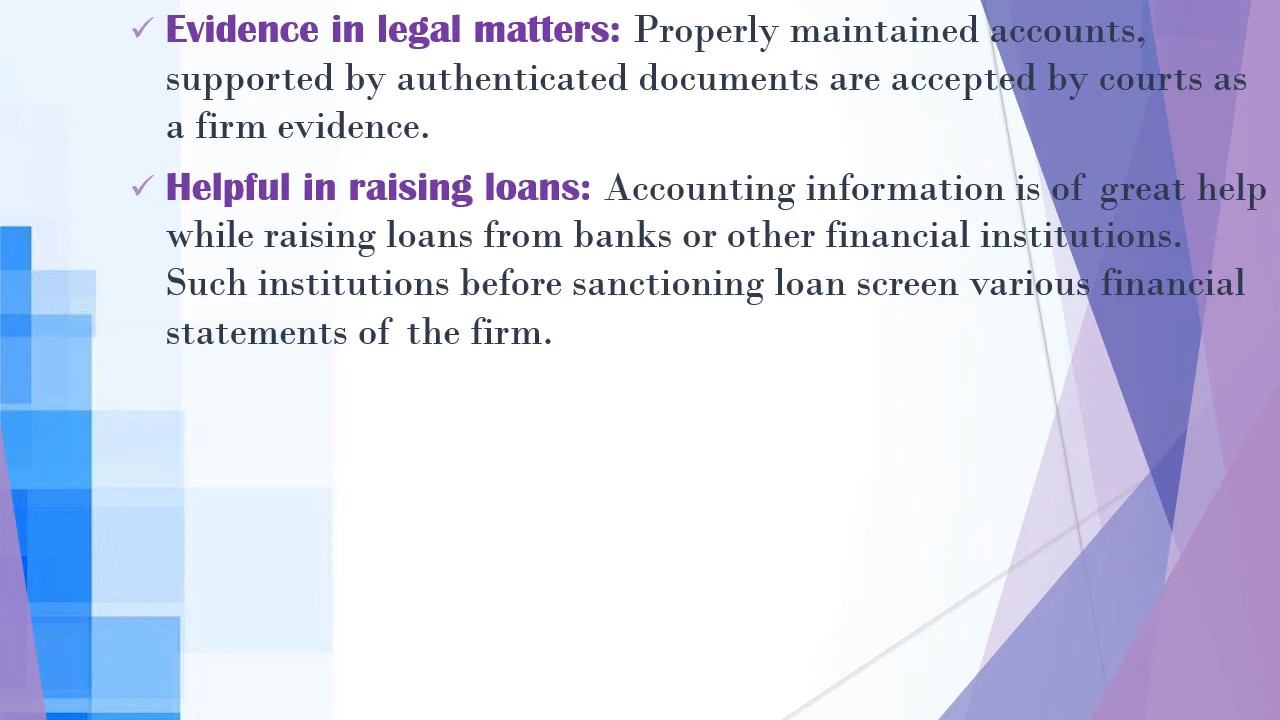 ✓ Evidence in legal matters: Properly maintained accounts,
supported by authenticated documents are accepted by courts as
a firm evidence.
✓ Helpful in raising loans: Accounting information is of great help
while raising loans from banks or other financial institutions.
Such institutions before sanctioning loan screen various financial
statements of the firm.